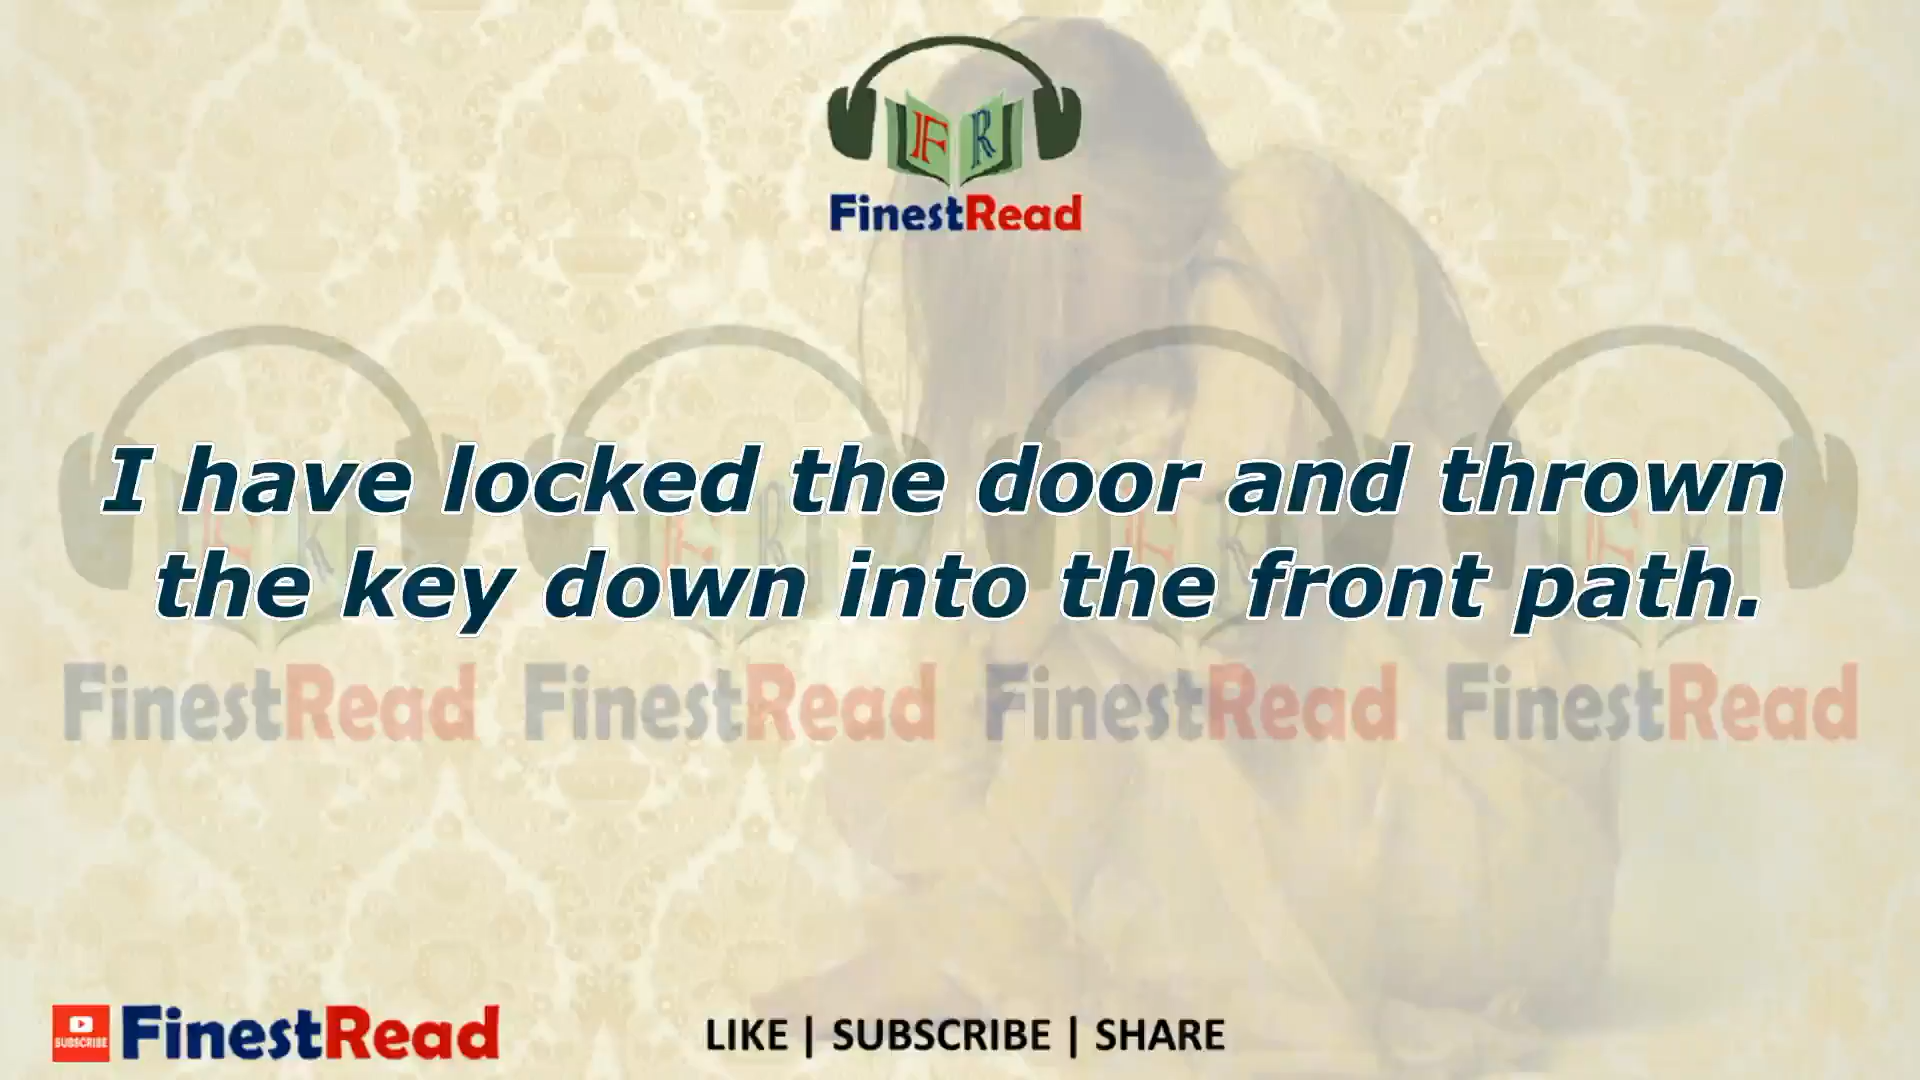 F R
FinestRead
I have locked the door and thrown
the key down into the front path.
F R F R F R F R
FinestRead FinestRead FinestRead FinestRead
SUBSCRIBE FinestRead LIKE | SUBSCRIBE | SHARE